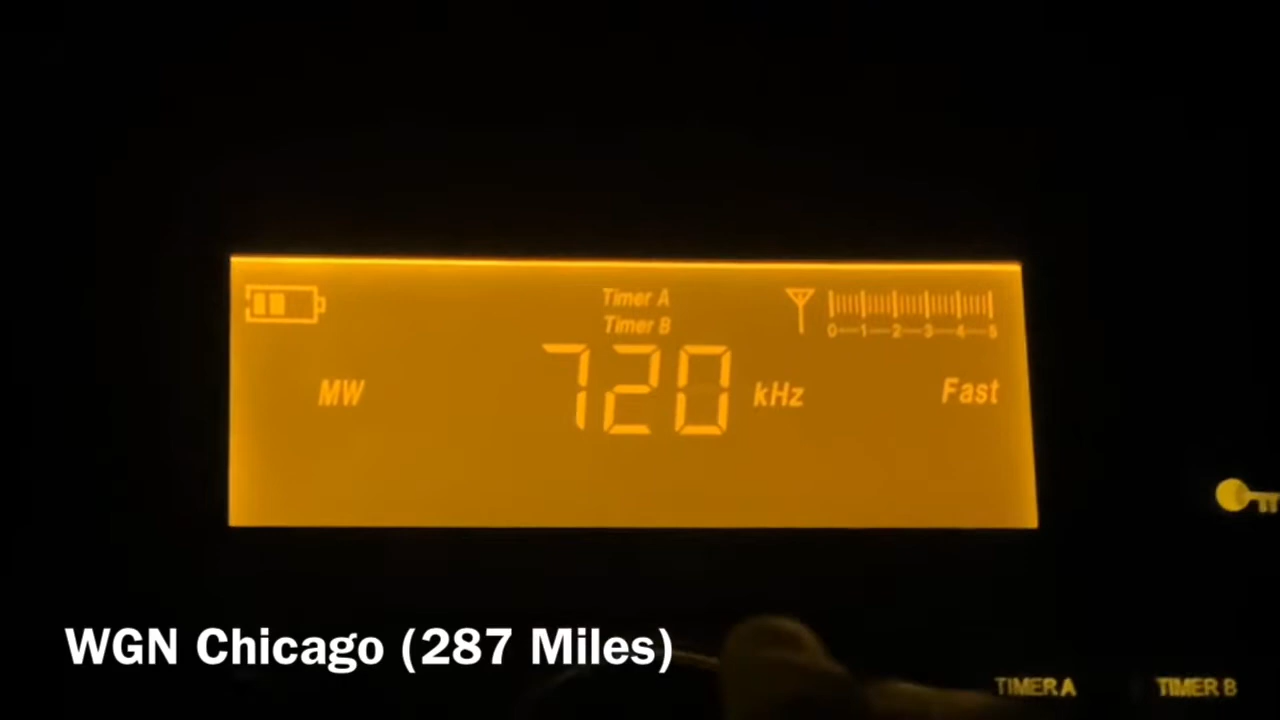 Timer A
Timer B
0 1 2 3 4 5
MW 720 kHz Fast
WGN Chicago (287 Miles)
TIMER A TIMER B